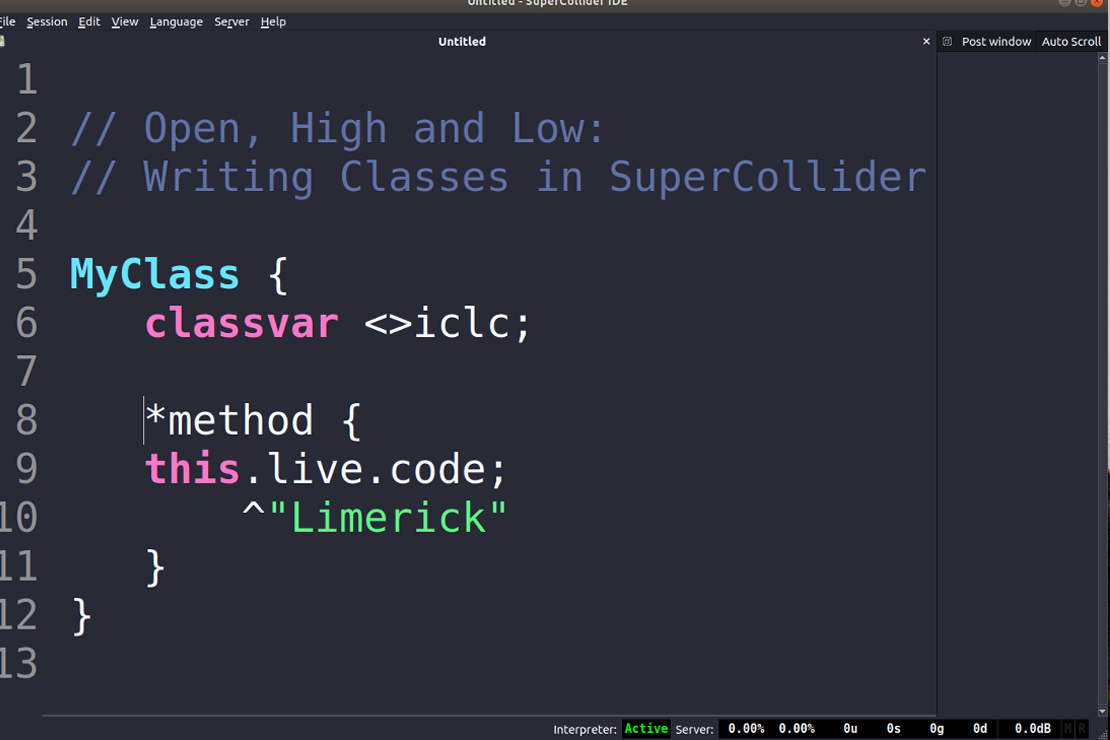 Untitled - SuperCollider IDE
File Session Edit View Language Server Help
Untitled × Post window Auto Scroll
1
2 // Open, High and Low:
3 // Writing Classes in SuperCollider
4
5 MyClass {
6 classvar <>iclc;
7
8 *method {
9 this.live.code;
10 ^"Limerick"
11 }
12 }
13
Interpreter: Active Server: 0.00% 0.00% 0u 0s 0g 0d 0.0dB M R